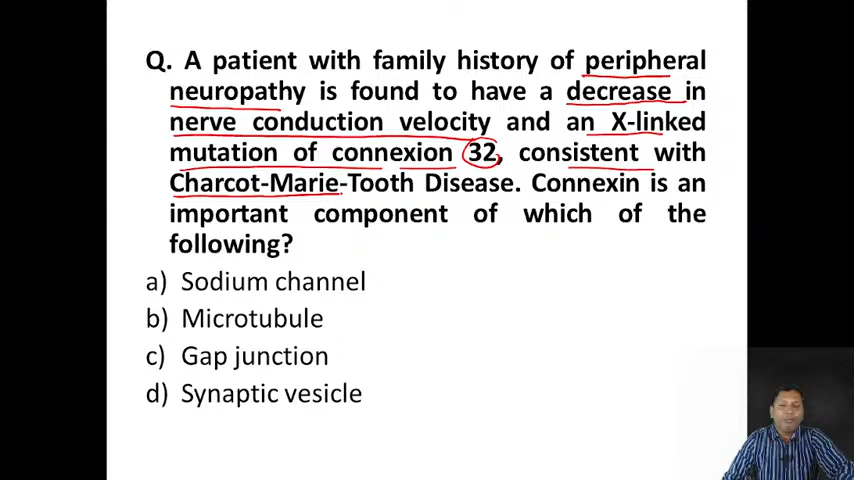 Q. A patient with family history of peripheral
neuropathy is found to have a decrease in
nerve conduction velocity and an X-linked
mutation of connexion 32, consistent with
Charcot-Marie-Tooth Disease. Connexin is an
important component of which of the
following?
a) Sodium channel
b) Microtubule
c) Gap junction
d) Synaptic vesicle